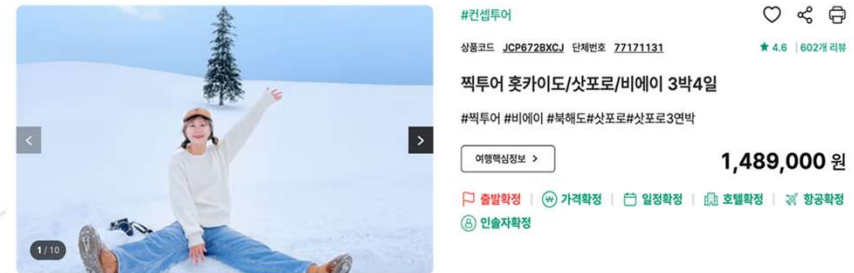 #컨셉투어
상품코드 JCP672BXCJ 단체번호 77171131 ★ 4.6 | 602개 리뷰
찍투어 홋카이도/삿포로/비에이 3박4일
#찍투어 #비에이 #북해도#삿포로#삿포로3연박
여행핵심정보 >
1,489,000 원
출발확정 | 가격확정 | 일정확정 | 호텔확정 | 항공확정
인솔자확정
1 / 10